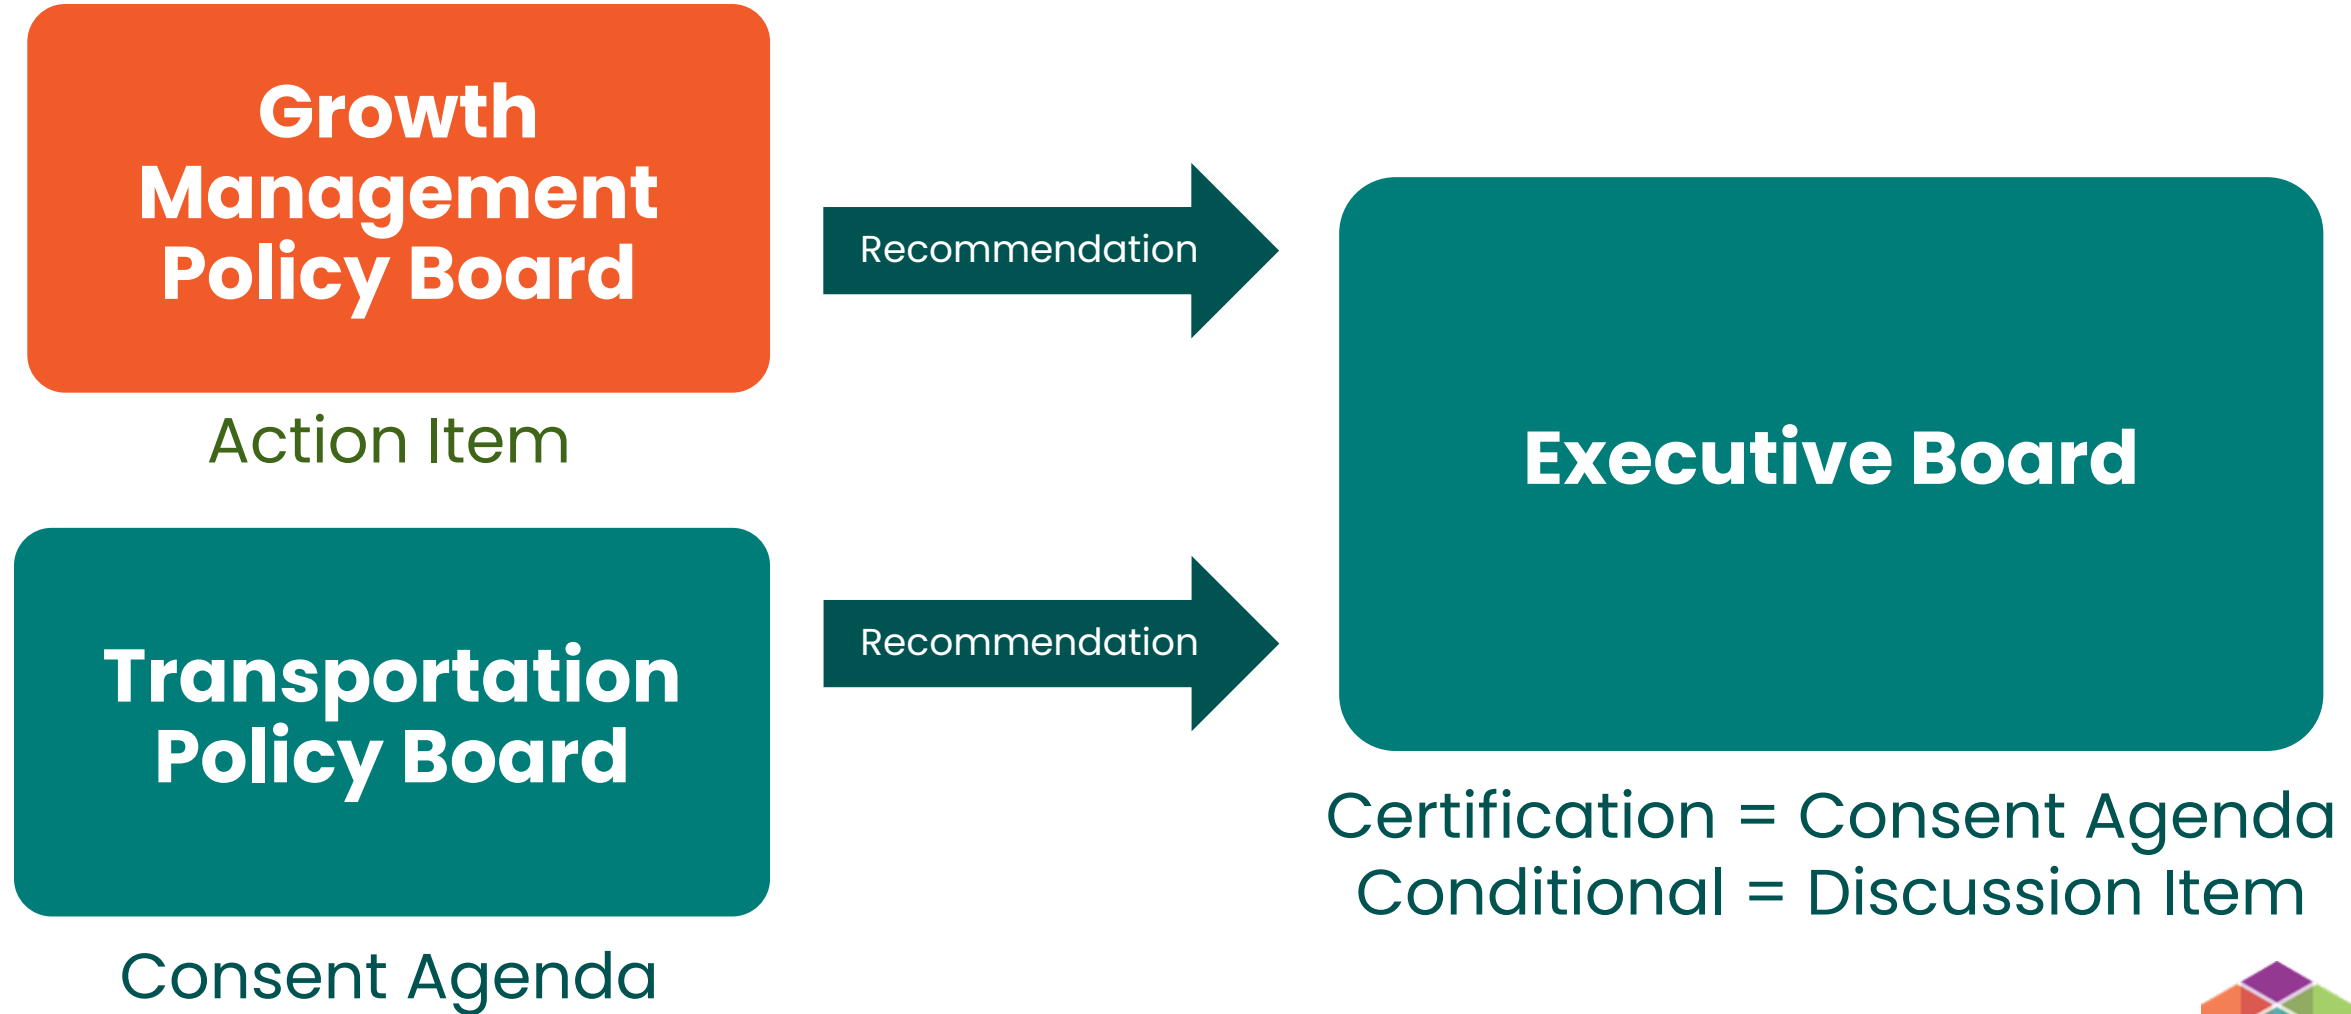 Growth
Management
Policy Board
Action Item
Recommendation
Transportation
Policy Board
Consent Agenda
Recommendation
Executive Board
Certification = Consent Agenda
Conditional = Discussion Item